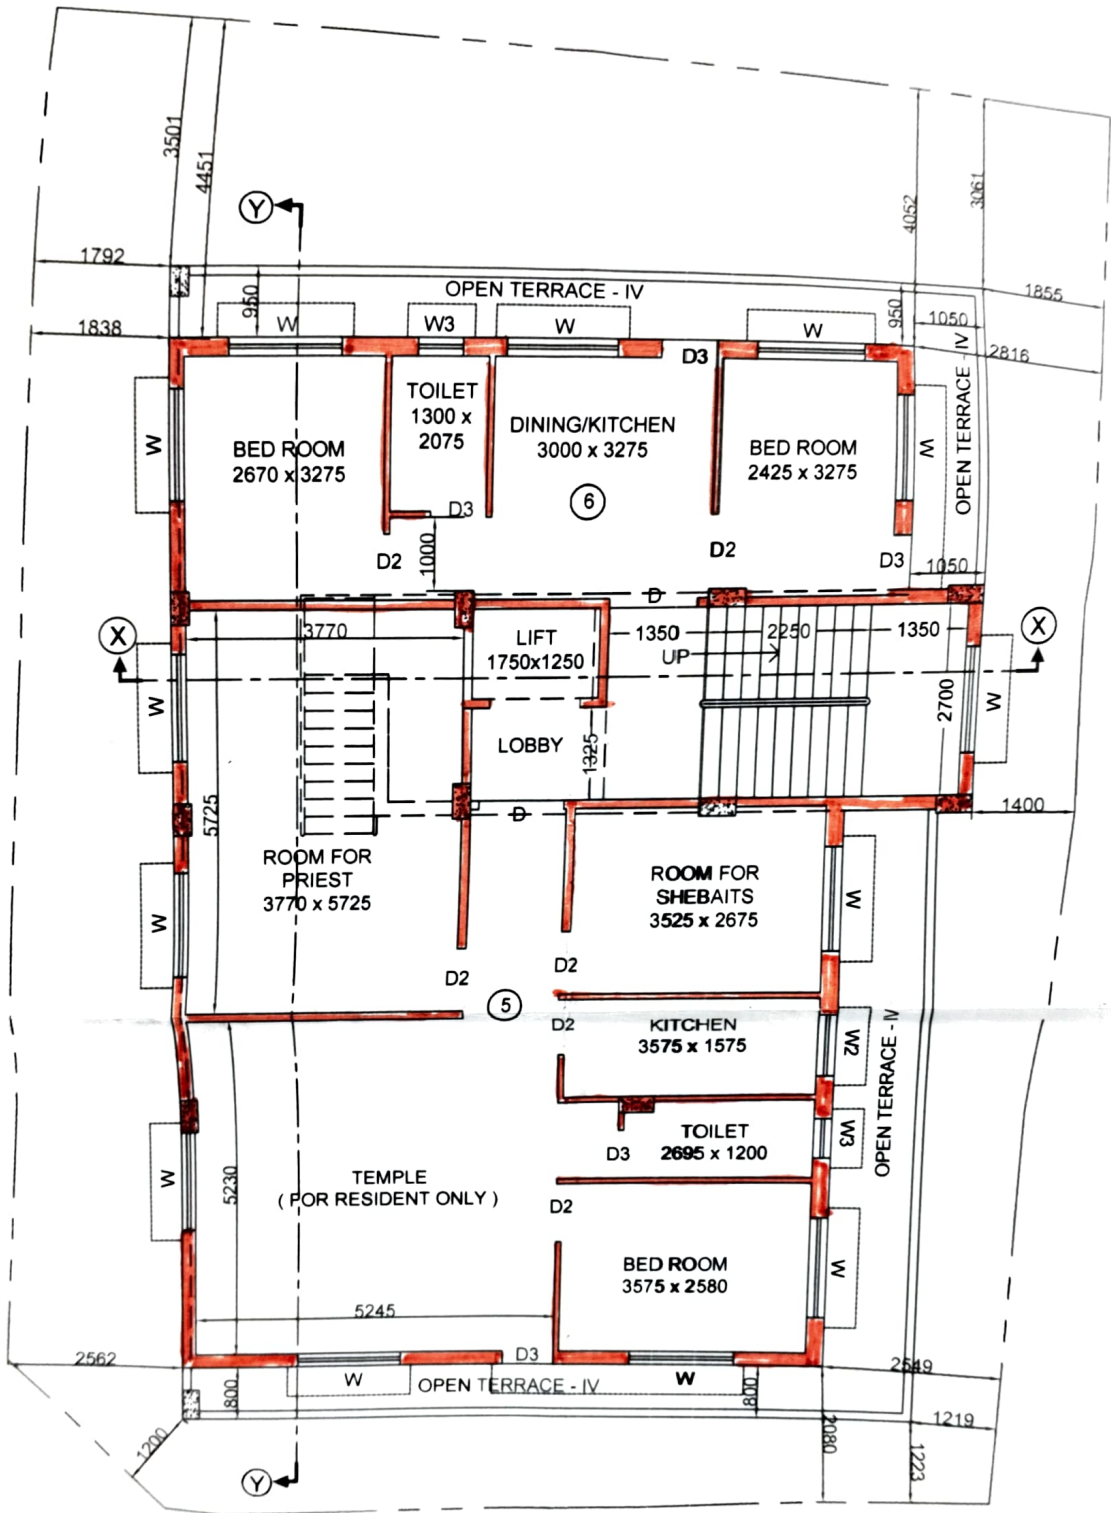 3501
4451
Y
4052
3061
1792
950
OPEN TERRACE - IV
950
1855
1050
1838
W
W3
W
W
D3
2816
OPEN TERRACE - IV
W
BED ROOM
2670 x 3275
TOILET
1300 x
2075
DINING/KITCHEN
3000 x 3275
BED ROOM
2425 x 3275
W
6
D3
D2
1000
D2
D3
1050
D
X
3770
LIFT
1750x1250
1350
2250
1350
X
UP
W
2700
W
LOBBY
1325
5725
D
1400
ROOM FOR
PRIEST
3770 x 5725
ROOM FOR
SHEBAITS
3525 x 2675
W
W
D2
D2
5
D2
KITCHEN
3575 x 1575
W2
OPEN TERRACE - IV
TOILET
2695 x 1200
W3
D3
W
5230
TEMPLE
( FOR RESIDENT ONLY )
D2
BED ROOM
3575 x 2580
W
5245
2562
D3
2549
800
W
OPEN TERRACE - IV
W
800
1200
2080
1219
1223
Y